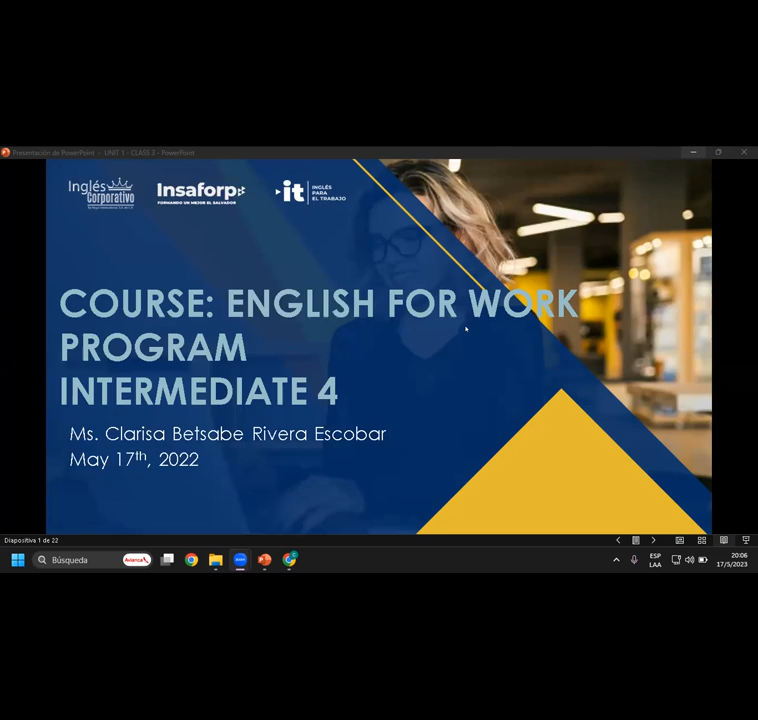 Presentación de PowerPoint - UNIT 1 - CLASS 3 - PowerPoint
Inglés
Corporativo
Insaforp
FORMANDO UN MEJOR EL SALVADOR
it
INGLÉS
PARA
EL TRABAJO
COURSE: ENGLISH FOR WORK
PROGRAM
INTERMEDIATE 4
Ms. Clarisa Betsabe Rivera Escobar
May 17th, 2022
Diapositiva 1 de 22
Búsqueda
Avianca
ESP
LAA
20:06
17/5/2023